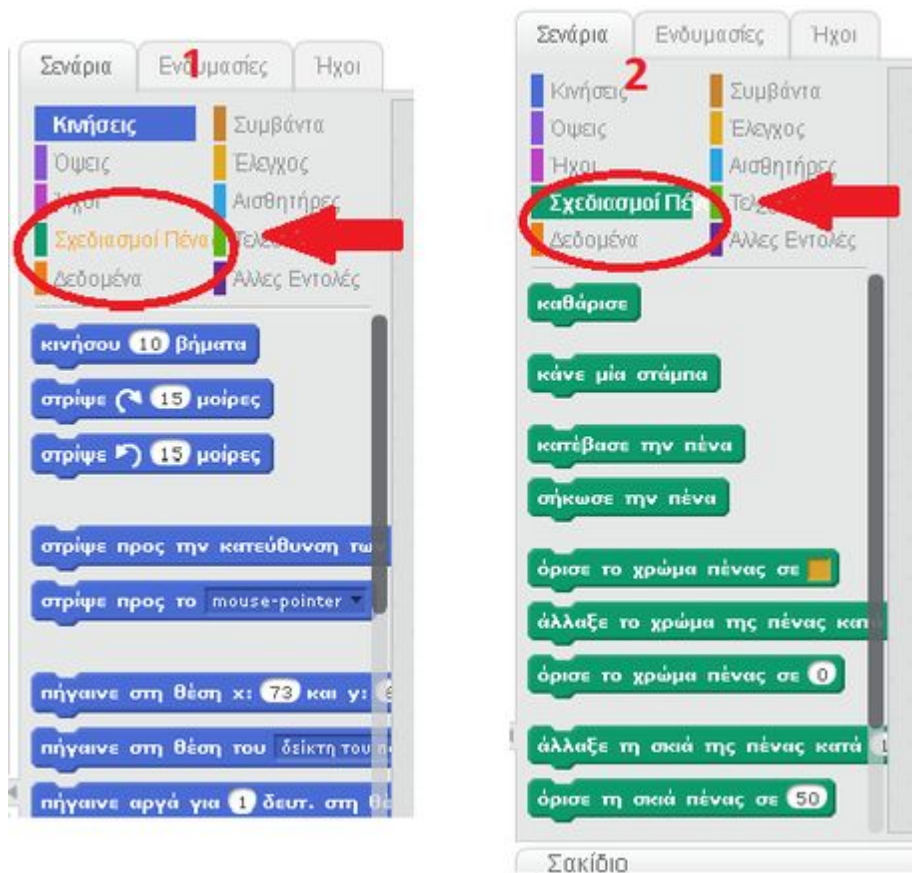 1
Σενάρια Ενδυμασίες Ήχοι
Κινήσεις Συμβάντα
Όψεις Έλεγχος
Ήχοι Αισθητήρες
Σχεδιασμοί Πένα
Δεδομένα Άλλες Εντολές
κινήσου 10 βήματα
στρίψε 15 μοίρες
στρίψε 15 μοίρες
στρίψε προς την κατεύθυνση των
στρίψε προς το mouse-pointer
πήγαινε στη θέση x: 73 και y:
πήγαινε στη θέση του δείκτη του
πήγαινε αργά για 1 δευτ. στη
2
Σενάρια Ενδυμασίες Ήχοι
Κινήσεις Συμβάντα
Όψεις Έλεγχος
Ήχοι Αισθητήρες
Σχεδιασμοί Πέ
Δεδομένα Άλλες Εντολές
καθάρισε
κάνε μία στάμπα
κατέβασε την πένα
σήκωσε την πένα
όρισε το χρώμα πένας σε
άλλαξε το χρώμα της πένας κατά
όρισε το χρώμα πένας σε 0
άλλαξε τη σκιά της πένας κατά 1
όρισε τη σκιά πένας σε 50
Σακίδιο